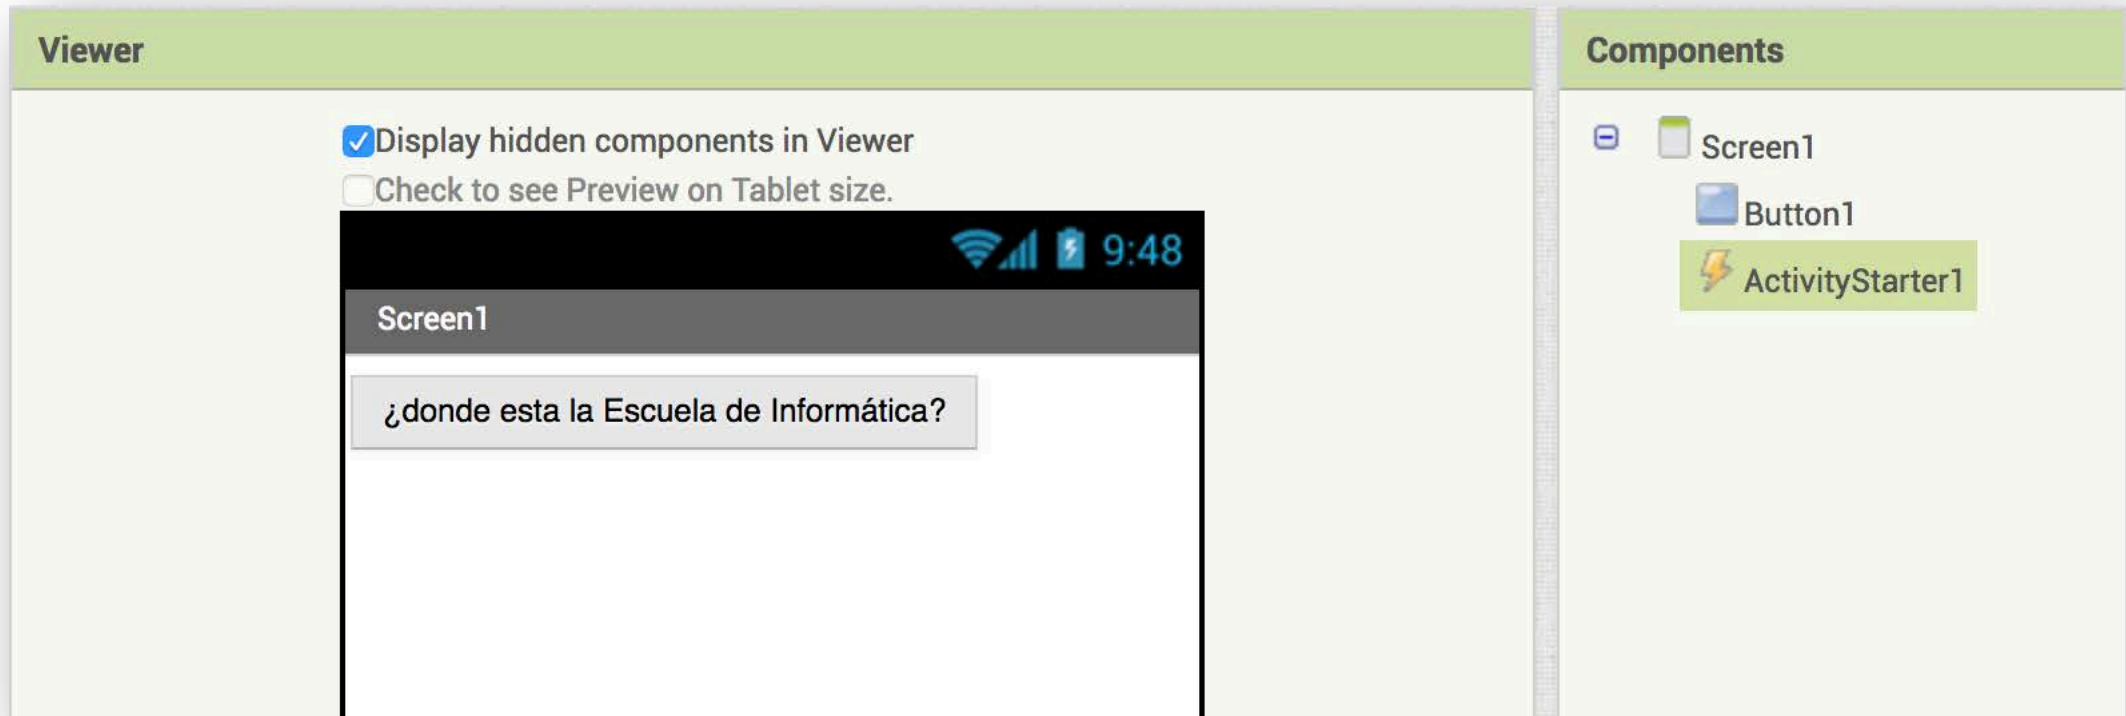 Viewer
Display hidden components in Viewer
Check to see Preview on Tablet size.
9:48
Screen1
¿donde esta la Escuela de Informática?
Components
Screen1
Button1
ActivityStarter1